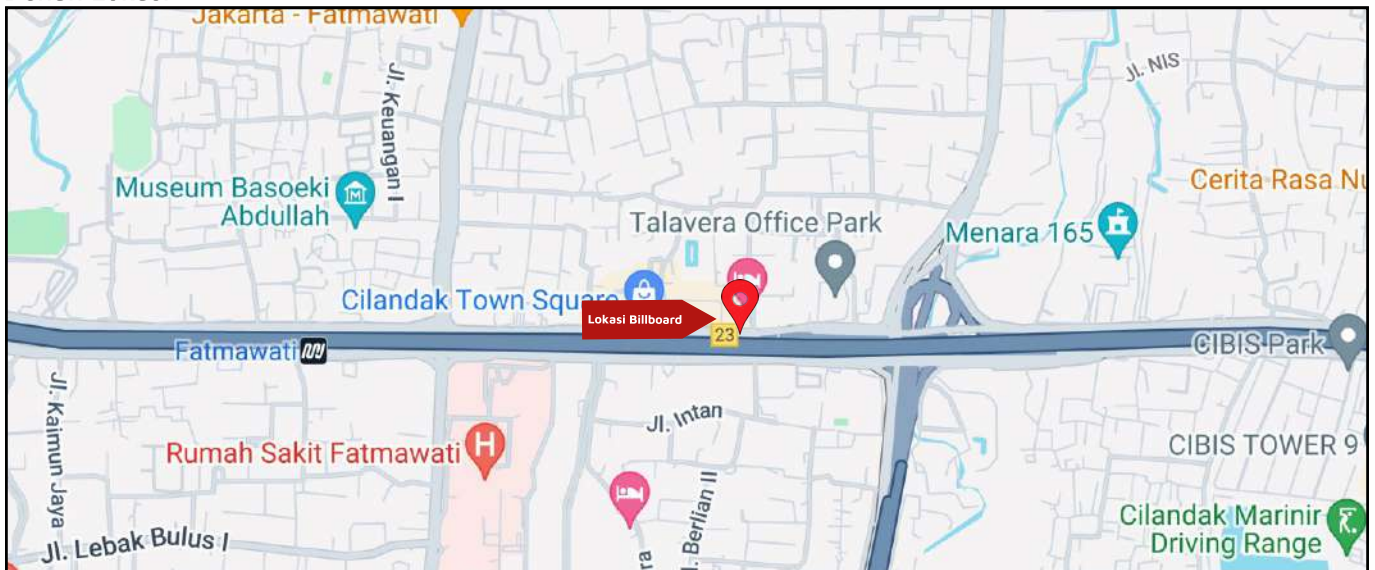 Jakarta - Fatmawati
Jl. Keuangan I
Jl. NIS
Museum Basoeki
Abdullah
Cerita Rasa Nu
Talavera Office Park
Menara 165
Cilandak Town Square
Lokasi Billboard
23
Fatmawati
CIBIS Park
Jl. Kaimun Jaya
Jl. Intan
Rumah Sakit Fatmawati
H
CIBIS TOWER 9
Jl. Berlian II
ra
Cilandak Marinir
Driving Range
Jl. Lebak Bulus I